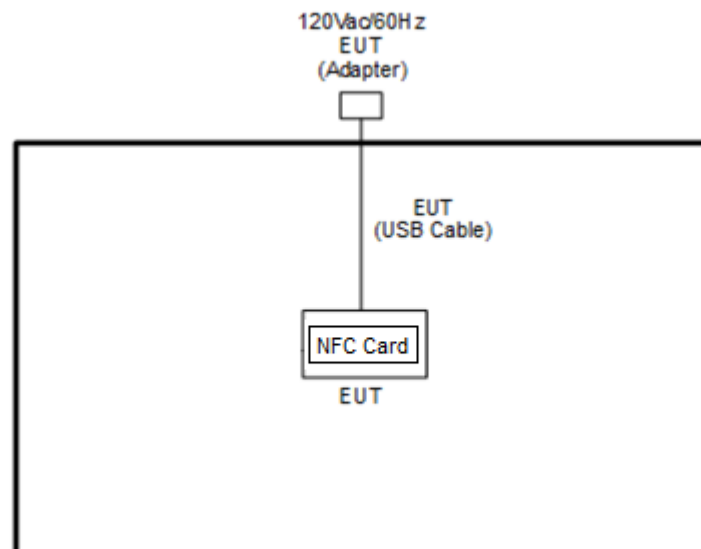 120Vac/60Hz
EUT
(Adapter)
EUT
(USB Cable)
NFC Card
EUT